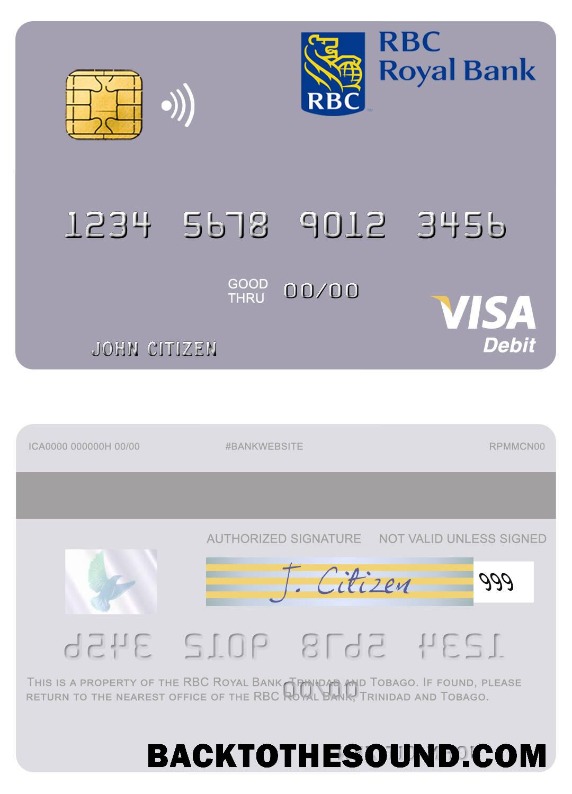 RBC
Royal Bank
RBC
1234 5678 9012 3456
GOOD
THRU
00/00
VISA
Debit
JOHN CITIZEN
ICA0000 000000H 00/00 #BANKWEBSITE RPMMCN00
AUTHORIZED SIGNATURE NOT VALID UNLESS SIGNED
J. Citizen 999
THIS IS A PROPERTY OF THE RBC ROYAL BANK, TRINIDAD AND TOBAGO. IF FOUND, PLEASE
RETURN TO THE NEAREST OFFICE OF THE RBC ROYAL BANK, TRINIDAD AND TOBAGO.
00/00
BACKTOTHESOUND.COM